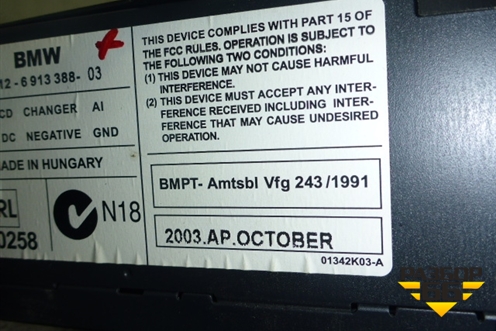 BMW
12-6 913 388- 03
CD CHANGER AI
DC NEGATIVE GND
MADE IN HUNGARY
RL
0258
N18
THIS DEVICE COMPLIES WITH PART 15 OF
THE FCC RULES. OPERATION IS SUBJECT TO
THE FOLLOWING TWO CONDITIONS:
(1) THIS DEVICE MAY NOT CAUSE HARMFUL
INTERFERENCE.
(2) THIS DEVICE MUST ACCEPT ANY INTER-
FERENCE RECEIVED INCLUDING INTER-
FERENCE THAT MAY CAUSE UNDESIRED
OPERATION.
BMPT- Amtsbl Vfg 243/1991
2003.AP.OCTOBER
01342K03-A